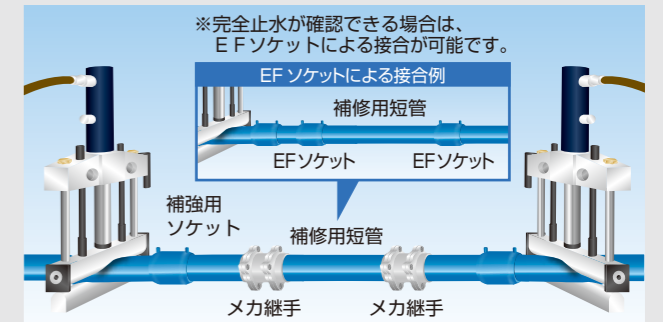 ※完全止水が確認できる場合は、
ＥＦソケットによる接合が可能です。
EFソケットによる接合例
補修用短管
EFソケット
EFソケット
補強用
ソケット
補修用短管
メカ継手
メカ継手